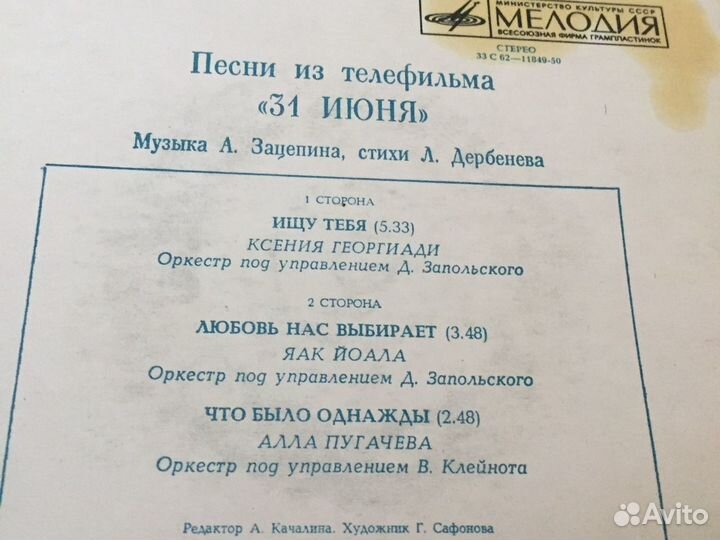 МИНИСТЕРСТВО КУЛЬТУРЫ СССР
МЕЛОДИЯ
ВСЕСОЮЗНАЯ ФИРМА ГРАМПЛАСТИНОК
СТЕРЕО
33 С 62—11849-50
Песни из телефильма
«31 ИЮНЯ»
Музыка А. Зацепина, стихи Л. Дербенева
1 СТОРОНА
ИЩУ ТЕБЯ (5.33)
КСЕНИЯ ГЕОРГИАДИ
Оркестр под управлением Д. Запольского
2 СТОРОНА
ЛЮБОВЬ НАС ВЫБИРАЕТ (3.48)
ЯАК ЙОАЛА
Оркестр под управлением Д. Запольского
ЧТО БЫЛО ОДНАЖДЫ (2.48)
АЛЛА ПУГАЧЕВА
Оркестр под управлением В. Клейнота
Редактор А. Качалина. Художник Г. Сафонова
Avito